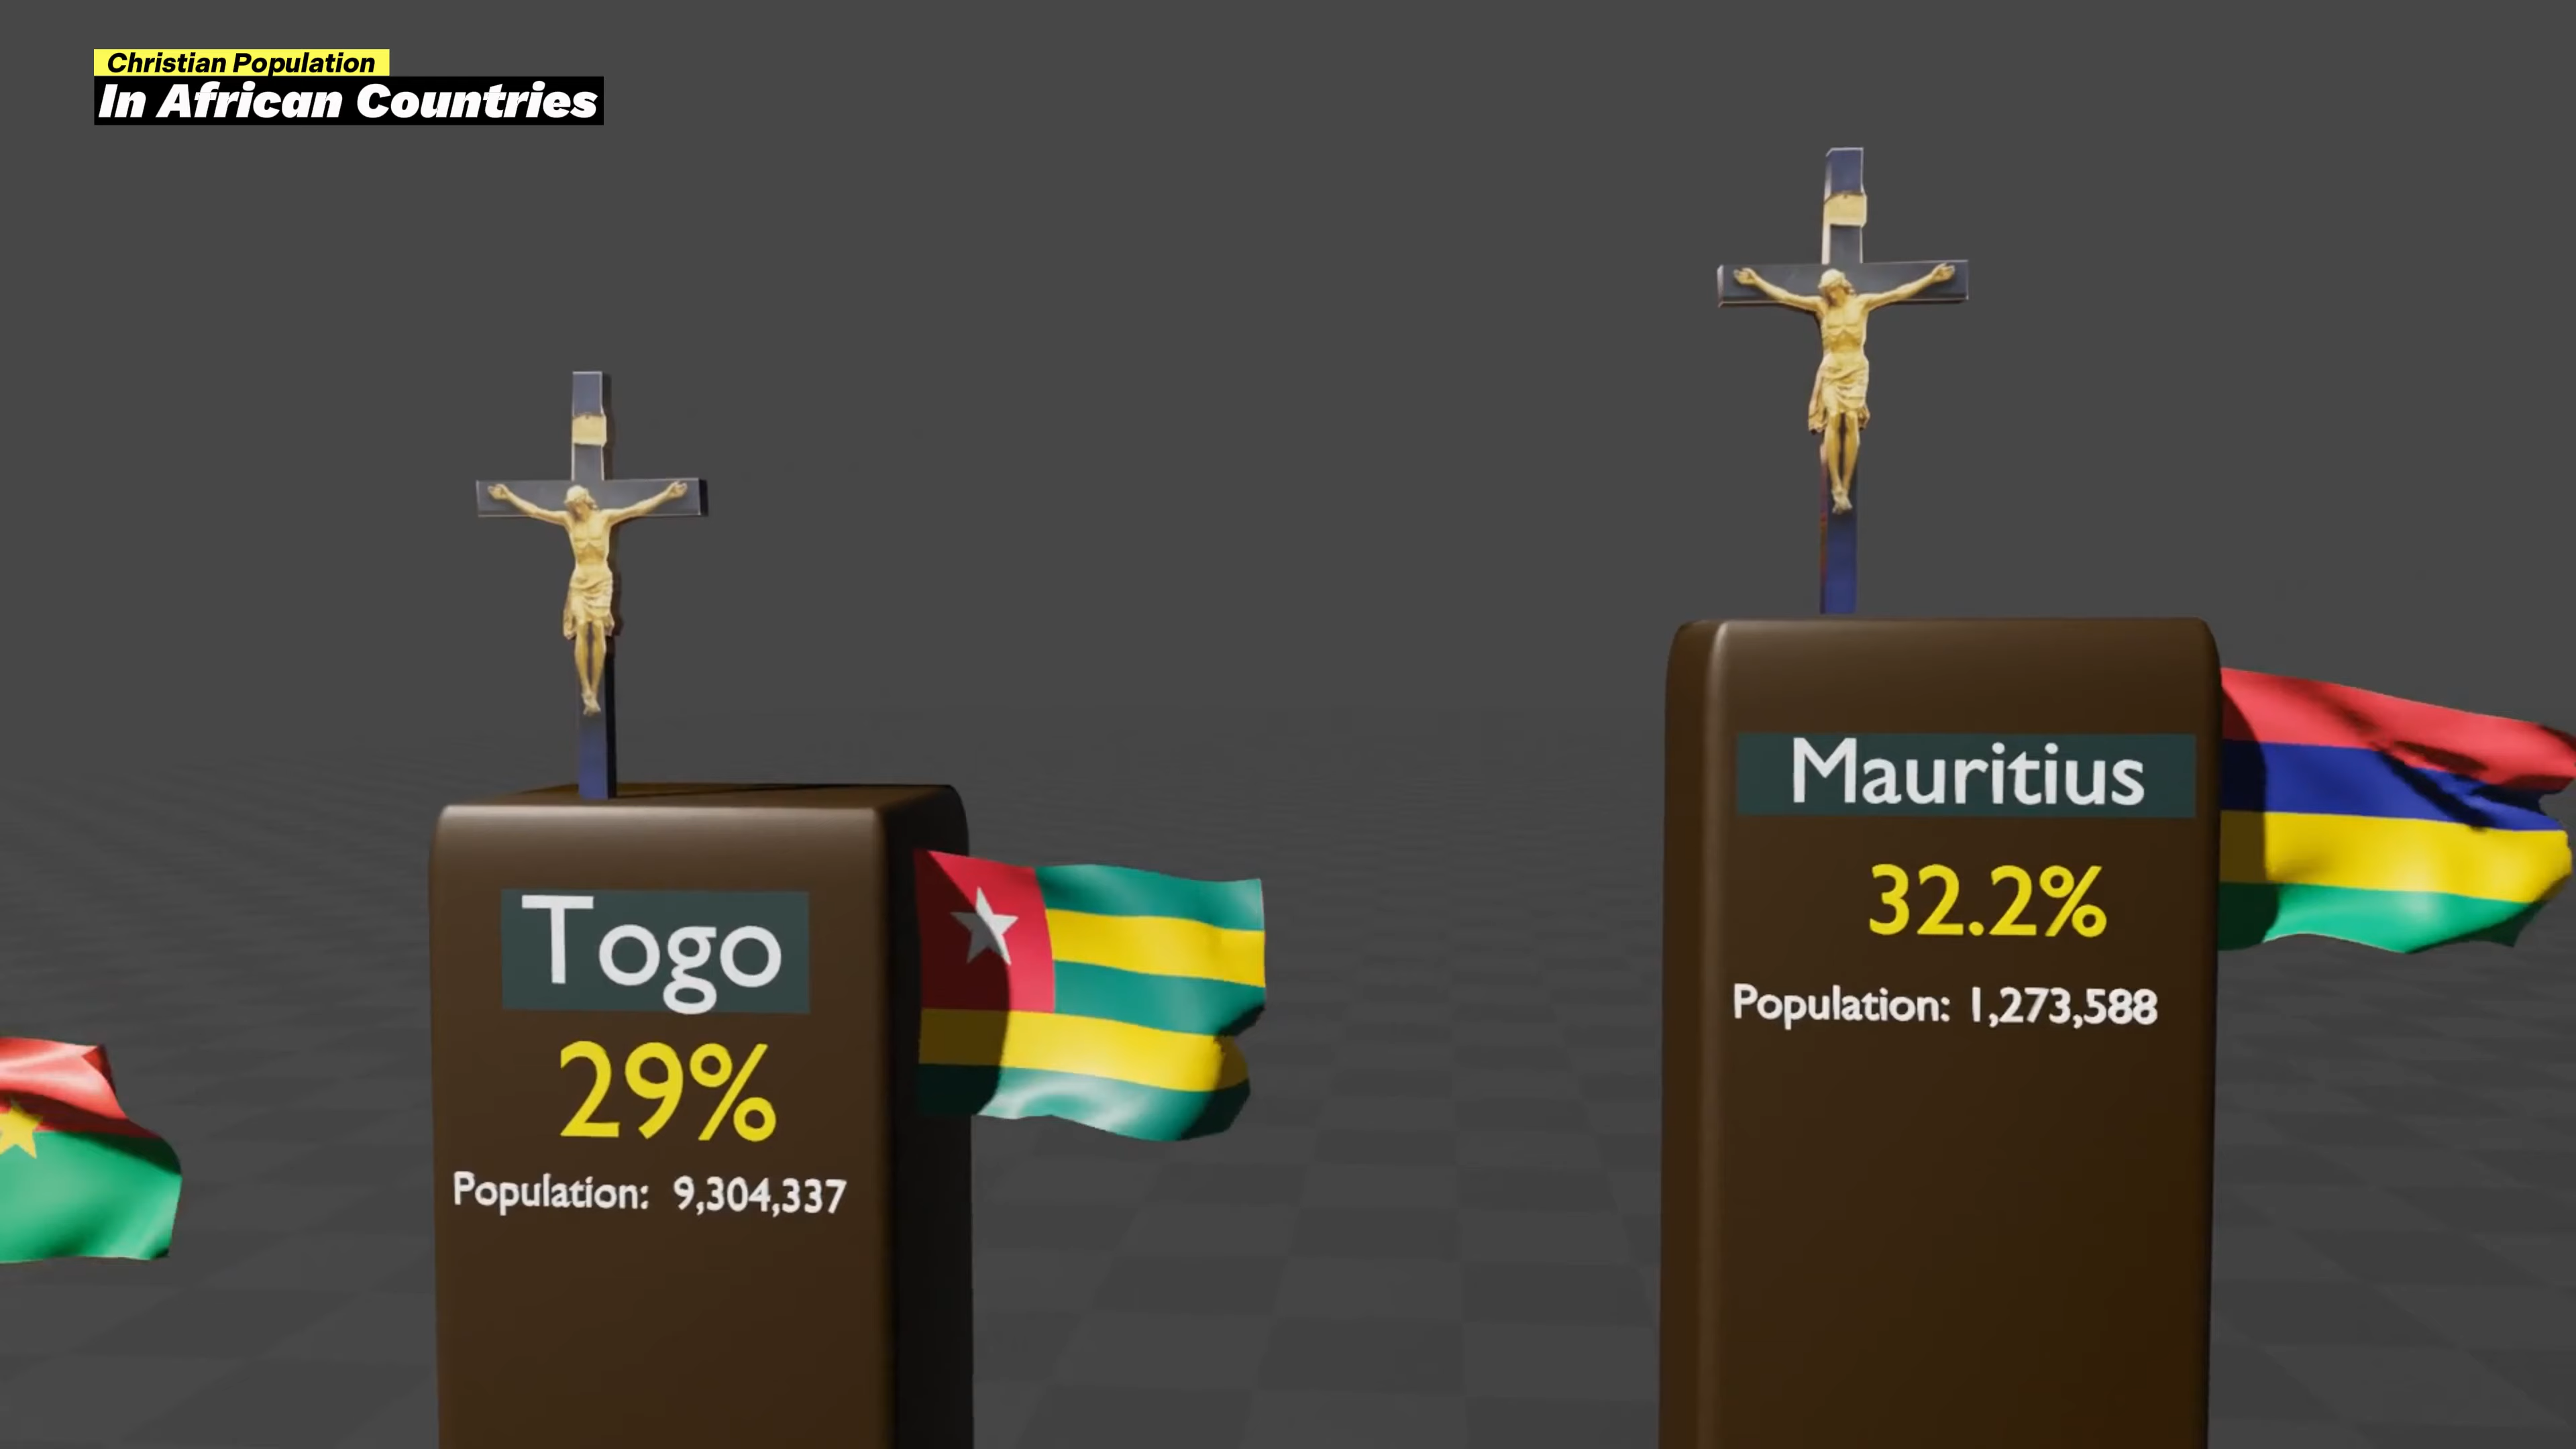 Christian Population
In African Countries
Togo
29%
Population: 9,304,337
Mauritius
32.2%
Population: 1,273,588